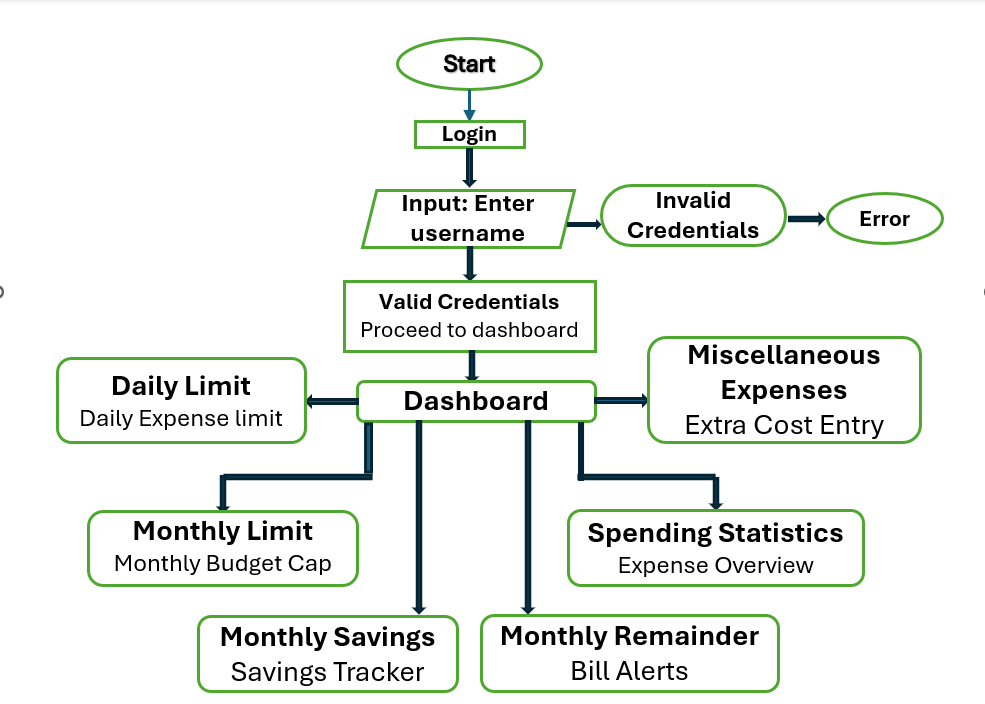 Start
Login
Input: Enter
username
Invalid
Credentials
Error
Valid Credentials
Proceed to dashboard
Daily Limit
Daily Expense limit
Dashboard
Miscellaneous
Expenses
Extra Cost Entry
Monthly Limit
Monthly Budget Cap
Spending Statistics
Expense Overview
Monthly Savings
Savings Tracker
Monthly Remainder
Bill Alerts